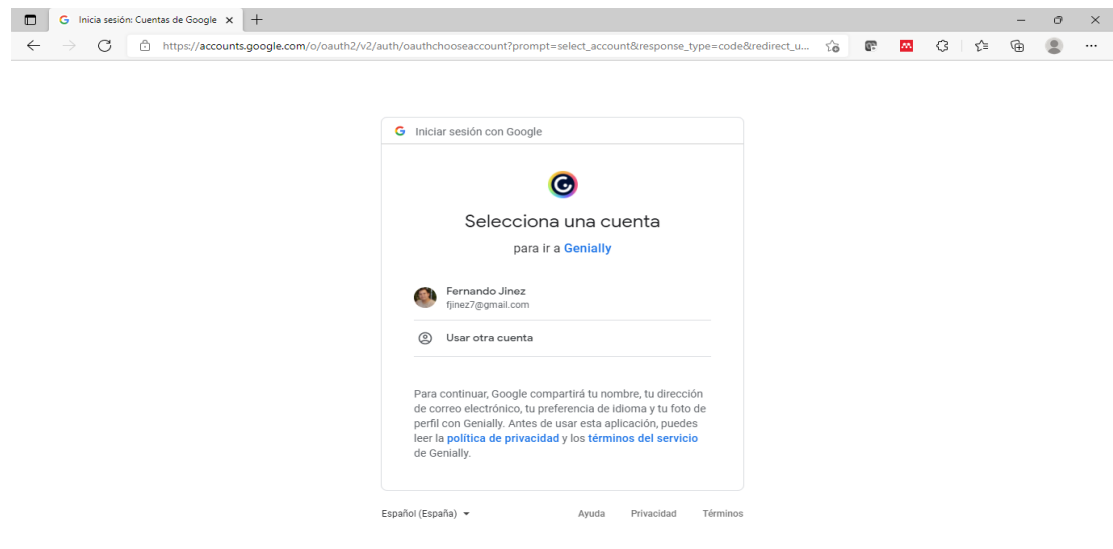 Inicia sesión: Cuentas de Google
https://accounts.google.com/o/oauth2/v2/auth/oauthchooseaccount?prompt=select_account&response_type=code&redirect_u...
Iniciar sesión con Google
Selecciona una cuenta
para ir a Genially
Fernando Jinez
fjinez7@gmail.com
Usar otra cuenta
Para continuar, Google compartirá tu nombre, tu dirección
de correo electrónico, tu preferencia de idioma y tu foto de
perfil con Genially. Antes de usar esta aplicación, puedes
leer la política de privacidad y los términos del servicio
de Genially.
Español (España) Ayuda Privacidad Términos